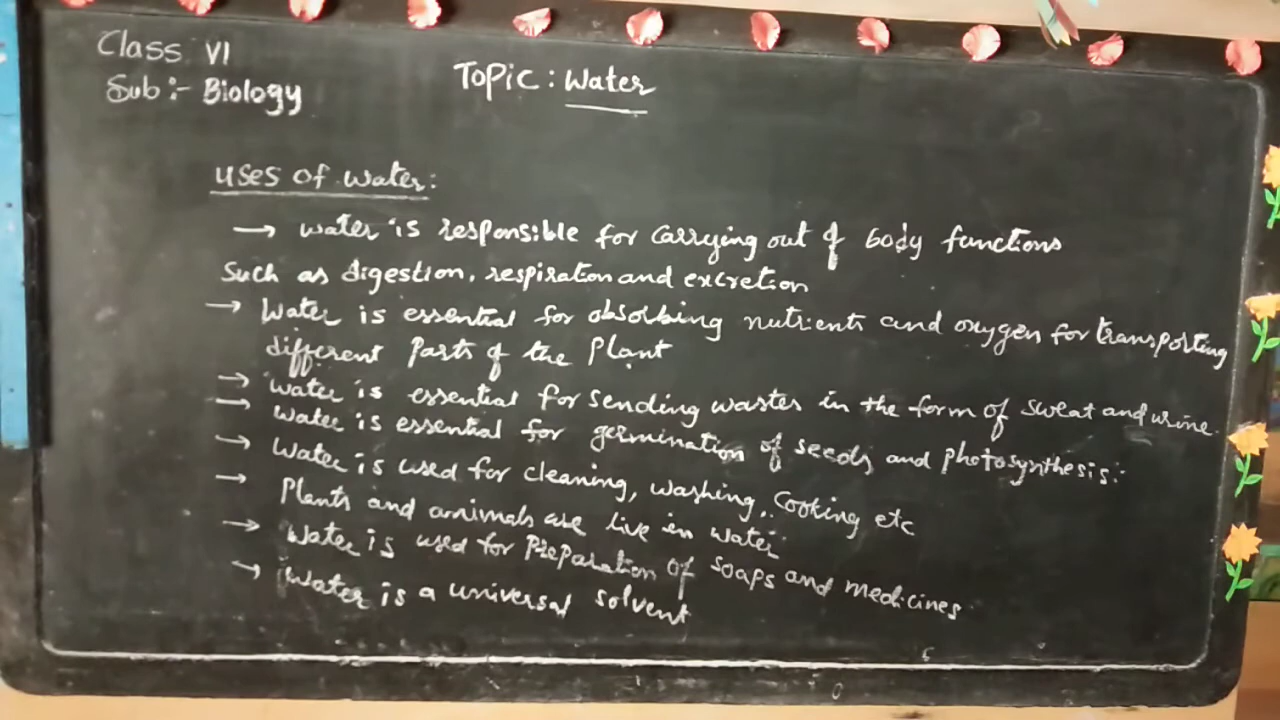 Class VI
Sub:- Biology
Topic: Water
uses of water:
→ water is responsible for carrying out of body functions
Such as digestion, respiration and excretion
→ Water is essential for absorbing nutrients and oxygen for transporting
different Parts of the Plant
→ water is essential for sending wastes in the form of sweat and urine.
→ Water is essential for germination of seeds and photosynthesis:
→ Water is used for cleaning, washing, Cooking etc
→ Plants and animals are live in water
→ Water is used for Preparation of soaps and medicines
→ Water is a universal solvent